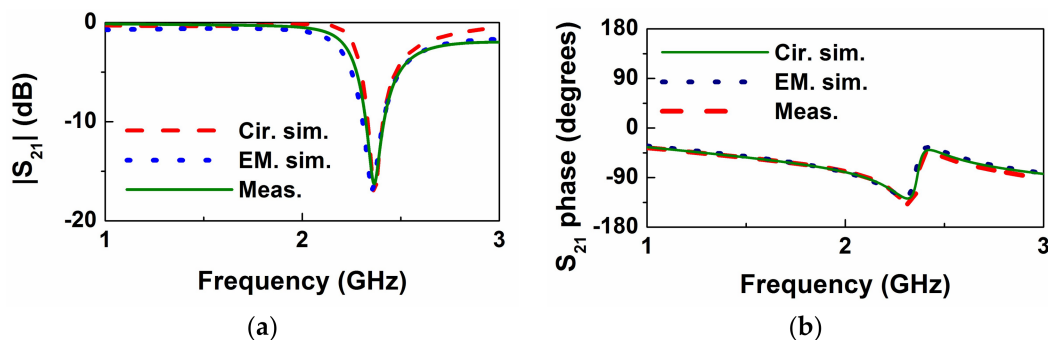 0
-10
-20
|S21| (dB)
Cir. sim.
EM. sim.
Meas.
1 2 3
Frequency (GHz)
(a)
180
90
0
-90
-180
S21 phase (degrees)
Cir. sim.
EM. sim.
Meas.
1 2 3
Frequency (GHz)
(b)